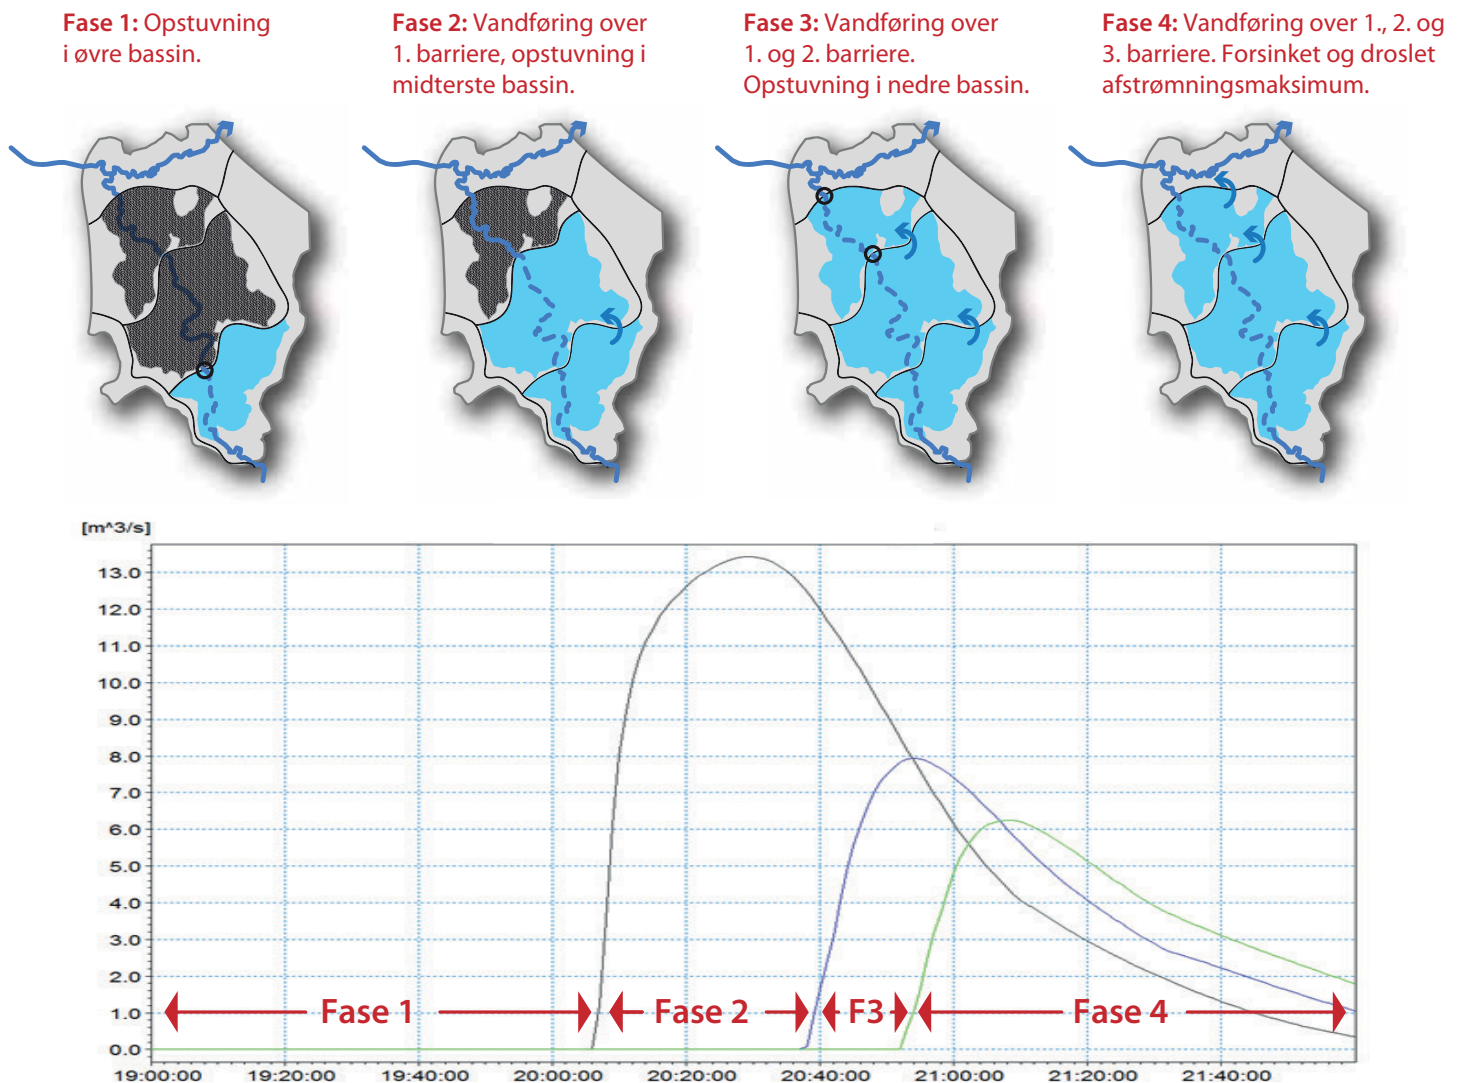 Fase 1: Opstuvning
i øvre bassin.
Fase 2: Vandføring over
1. barriere, opstuvning i
midterste bassin.
Fase 3: Vandføring over
1. og 2. barriere.
Opstuvning i nedre bassin.
Fase 4: Vandføring over 1., 2. og
3. barriere. Forsinket og droslet
afstrømningsmaksimum.
[m^3/s]
13.0
12.0
11.0
10.0
9.0
8.0
7.0
6.0
5.0
4.0
3.0
2.0
1.0
0.0
Fase 1
Fase 2
F3
Fase 4
19:00:00
19:20:00
19:40:00
20:00:00
20:20:00
20:40:00
21:00:00
21:20:00
21:40:00